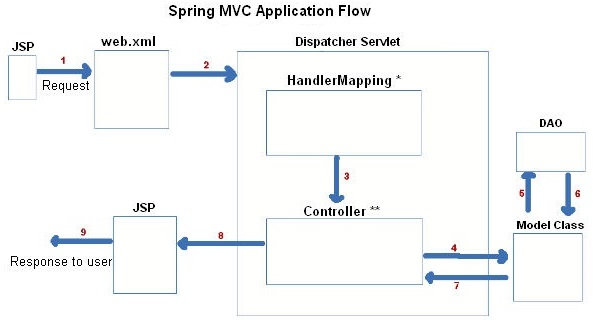 Spring MVC Application Flow
JSP
web.xml
Dispatcher Servlet
1
2
Request
HandlerMapping *
3
DAO
5
6
JSP
Controller **
Model Class
9
8
4
Response to user
7